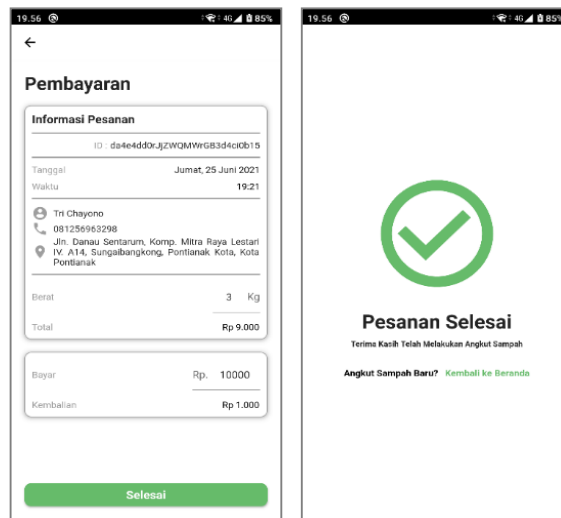 19.56 4G 85%
Pembayaran
Informasi Pesanan
ID : da4e4dd0rJjZWQMWrGB3d4ci0b15
Tanggal Jumat, 25 Juni 2021
Waktu 19:21
Tri Chayono
081256963298
Jln. Danau Sentarum, Komp. Mitra Raya Lestari
IV. A14, Sungaibangkong, Pontianak Kota, Kota
Pontianak
Berat 3 Kg
Total Rp 9.000
Bayar Rp. 10000
Kembalian Rp 1.000
Selesai
19.56 4G 85%
Pesanan Selesai
Terima Kasih Telah Melakukan Angkut Sampah
Angkut Sampah Baru? Kembali ke Beranda